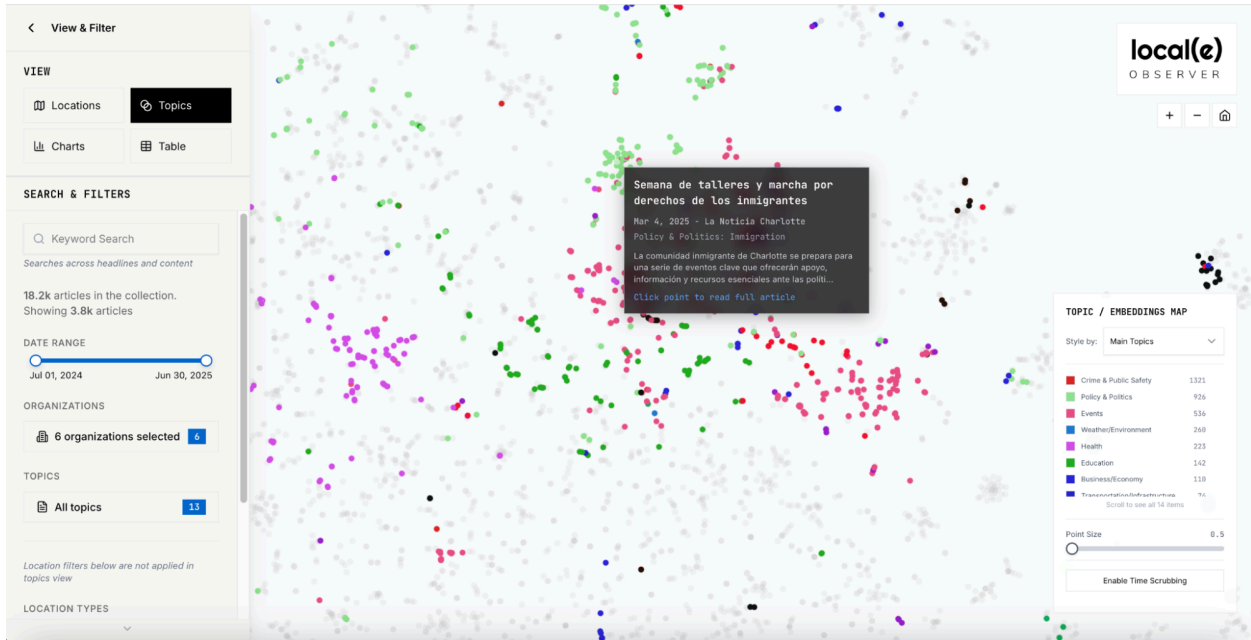 View & Filter
VIEW
Locations
Topics
Charts
Table
SEARCH & FILTERS
Keyword Search
Searches across headlines and content
18.2k articles in the collection.
Showing 3.8k articles
DATE RANGE
Jul 01, 2024
Jun 30, 2025
ORGANIZATIONS
6 organizations selected 6
TOPICS
All topics 13
Location filters below are not applied in
topics view
LOCATION TYPES
Semana de talleres y marcha por
derechos de los inmigrantes
Mar 4, 2025 - La Noticia Charlotte
Policy & Politics: Immigration
La comunidad inmigrante de Charlotte se prepara para
una serie de eventos clave que ofrecerán apoyo,
información y recursos esenciales ante las políti...
Click point to read full article
local(e)
OBSERVER
+ −
TOPIC / EMBEDDINGS MAP
Style by: Main Topics
Crime & Public Safety 1321
Policy & Politics 926
Events 536
Weather/Environment 260
Health 223
Education 142
Business/Economy 110
Transportation/Infrastructure 74
Scroll to see all 14 items
Point Size 0.5
Enable Time Scrubbing